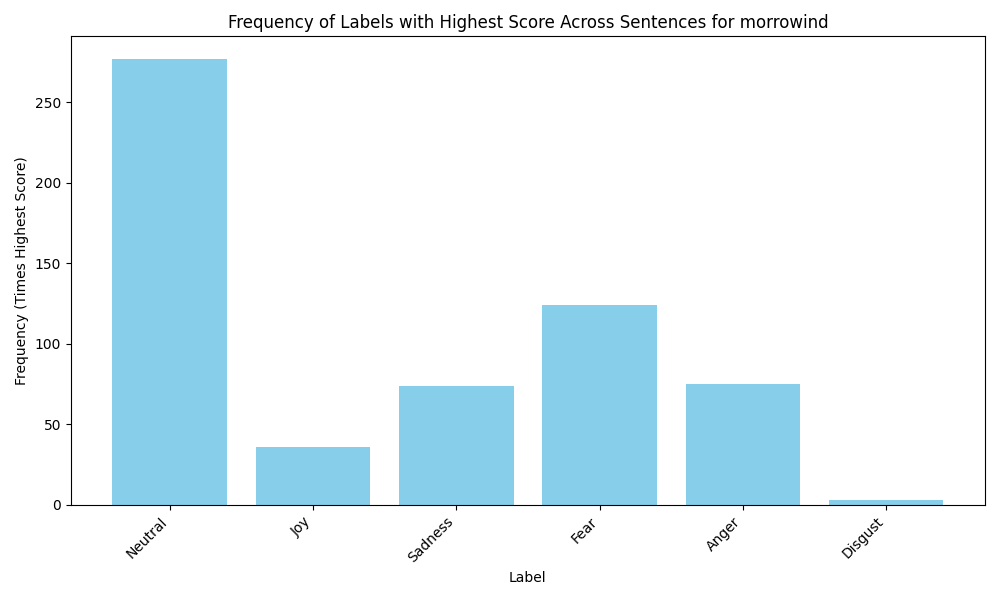 Frequency of Labels with Highest Score Across Sentences for morrowind
Frequency (Times Highest Score)
250
200
150
100
50
0
Neutral
Joy
Sadness
Fear
Anger
Disgust
Label